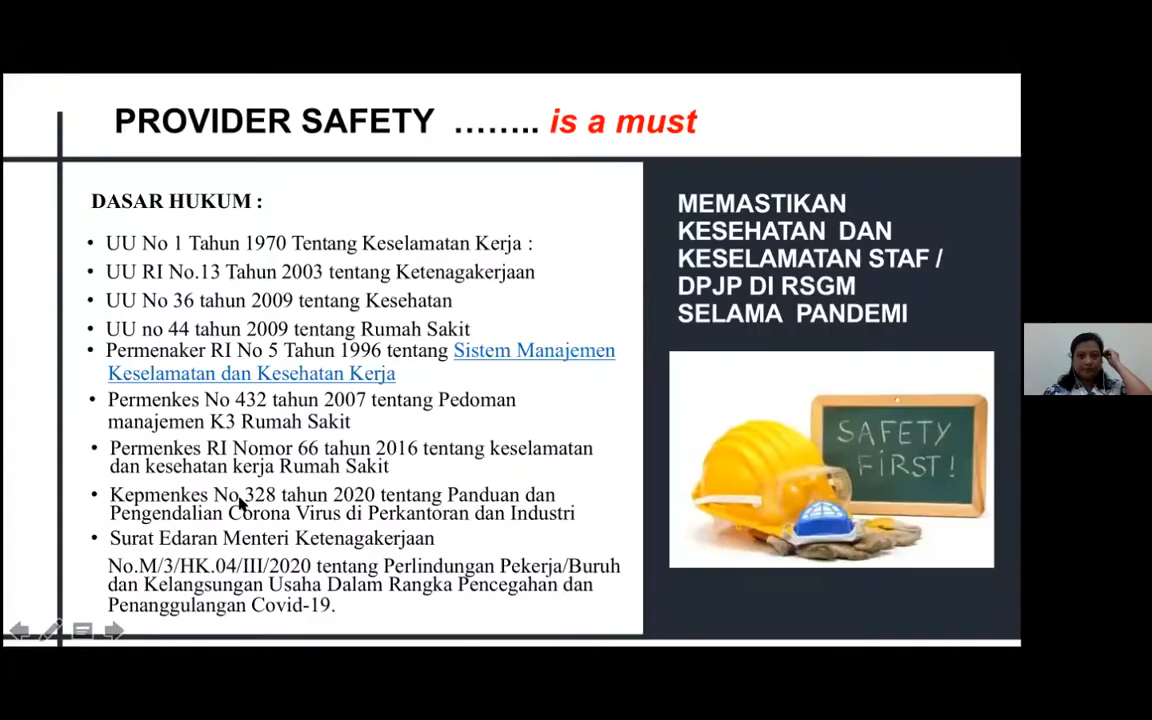 PROVIDER SAFETY …….. is a must
DASAR HUKUM :
• UU No 1 Tahun 1970 Tentang Keselamatan Kerja :
• UU RI No.13 Tahun 2003 tentang Ketenagakerjaan
• UU No 36 tahun 2009 tentang Kesehatan
• UU no 44 tahun 2009 tentang Rumah Sakit
• Permenaker RI No 5 Tahun 1996 tentang Sistem Manajemen
Keselamatan dan Kesehatan Kerja
• Permenkes No 432 tahun 2007 tentang Pedoman
manajemen K3 Rumah Sakit
• Permenkes RI Nomor 66 tahun 2016 tentang keselamatan
dan kesehatan kerja Rumah Sakit
• Kepmenkes No 328 tahun 2020 tentang Panduan dan
Pengendalian Corona Virus di Perkantoran dan Industri
• Surat Edaran Menteri Ketenagakerjaan
No.M/3/HK.04/III/2020 tentang Perlindungan Pekerja/Buruh
dan Kelangsungan Usaha Dalam Rangka Pencegahan dan
Penanggulangan Covid-19.
MEMASTIKAN
KESEHATAN DAN
KESELAMATAN STAF /
DPJP DI RSGM
SELAMA PANDEMI
SAFETY
FIRST!